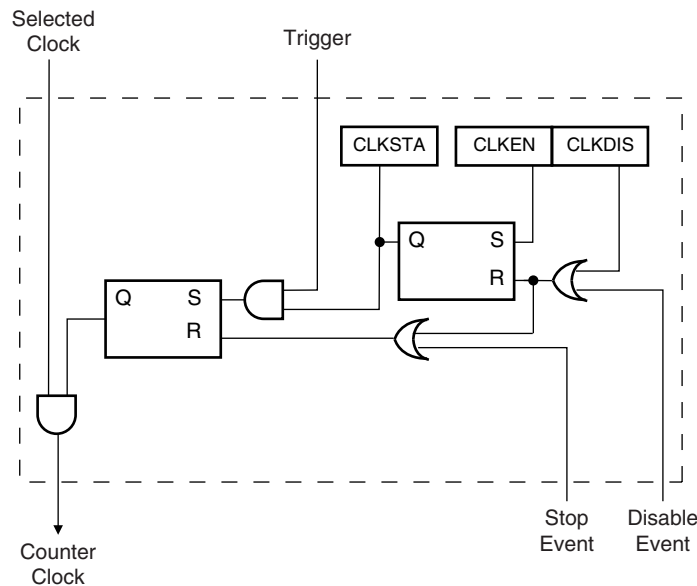 Selected
Clock
Trigger
CLKSTA
CLKEN
CLKDIS
Q
S
R
Q
S
R
Stop
Event
Disable
Event
Counter
Clock